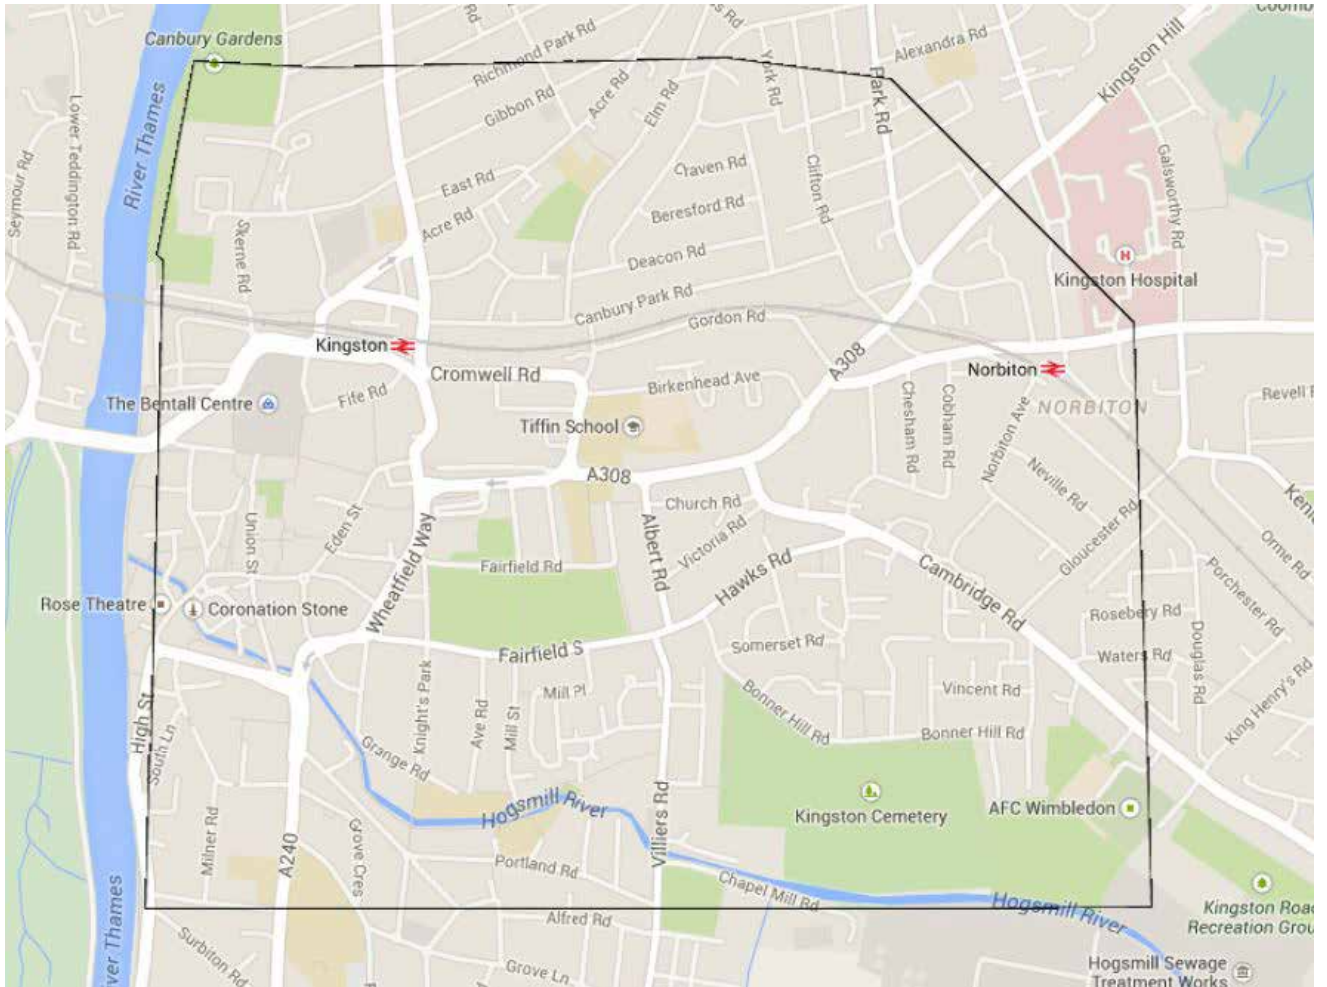 Canbury Gardens
Rd
Richmond Park Rd
s Rd
York Rd
Alexandra Rd
Coomb
Kingston Hill
Lower Teddington Rd
River Thames
Gibbon Rd
Acre Rd
Elm Rd
Park Rd
Seymour Rd
East Rd
Craven Rd
Clifton Rd
Galsworthy Rd
Skerne Rd
Acre Rd
Beresford Rd
Deacon Rd
H
Kingston Hospital
Canbury Park Rd
Gordon Rd
Kingston
A308
Norbiton
Cromwell Rd
Birkenhead Ave
The Bentall Centre
Fife Rd
Chesham Rd
Cobham Rd
Norbiton Ave
NORBITON
Revell R
Tiffin School
A308
Neville Rd
Church Rd
Kenl
Union St
Eden St
Wheatfield Way
Albert Rd
Victoria Rd
Gloucester Rd
Orme Rd
Fairfield Rd
Hawks Rd
Cambridge Rd
Porchester Rd
Rose Theatre
Coronation Stone
Rosebery Rd
Fairfield S
Somerset Rd
Waters Rd
Douglas Rd
High St
South Ln
Knight's Park
Ave Rd
Mill St
Mill Pl
Bonner Hill Rd
Vincent Rd
Bonner Hill Rd
King Henry's Rd
Grange Rd
Hogsmill River
Villiers Rd
Kingston Cemetery
AFC Wimbledon
Milner Rd
A240
Grove Cres
Portland Rd
Chapel Mill Rd
Hogsmill River
Kingston Road
Recreation Grou
ver Thames
Surbiton Rd
Alfred Rd
Grove Ln
Hogsmill Sewage
Treatment Works